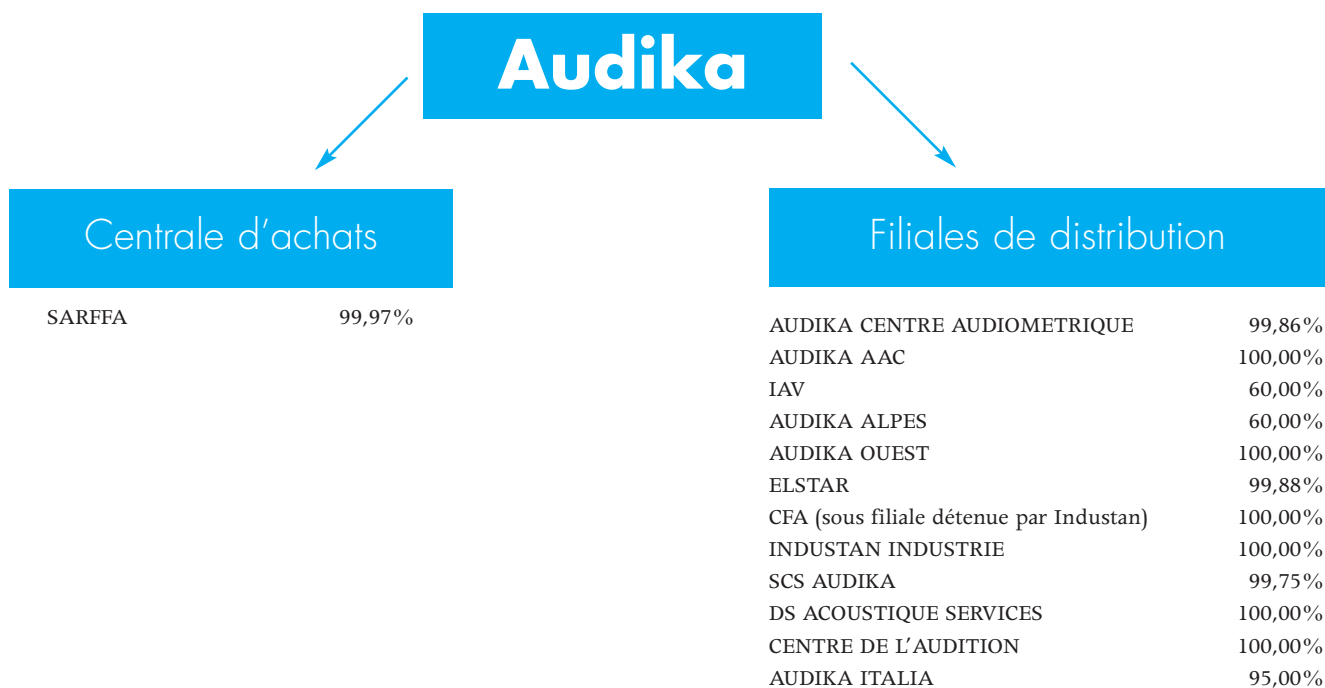 Audika
Centrale d'achats
SARFFA 99,97%
Filiales de distribution
AUDIKA CENTRE AUDIOMETRIQUE 99,86%
AUDIKA AAC 100,00%
IAV 60,00%
AUDIKA ALPES 60,00%
AUDIKA OUEST 100,00%
ELSTAR 99,88%
CFA (sous filiale détenue par Industan) 100,00%
INDUSTAN INDUSTRIE 100,00%
SCS AUDIKA 99,75%
DS ACOUSTIQUE SERVICES 100,00%
CENTRE DE L'AUDITION 100,00%
AUDIKA ITALIA 95,00%